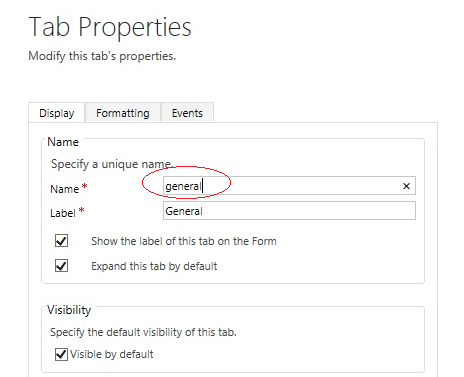 Tab Properties
Modify this tab's properties.
Display Formatting Events
Name
Specify a unique name.
Name * general ×
Label * General
Show the label of this tab on the Form
Expand this tab by default
Visibility
Specify the default visibility of this tab.
Visible by default